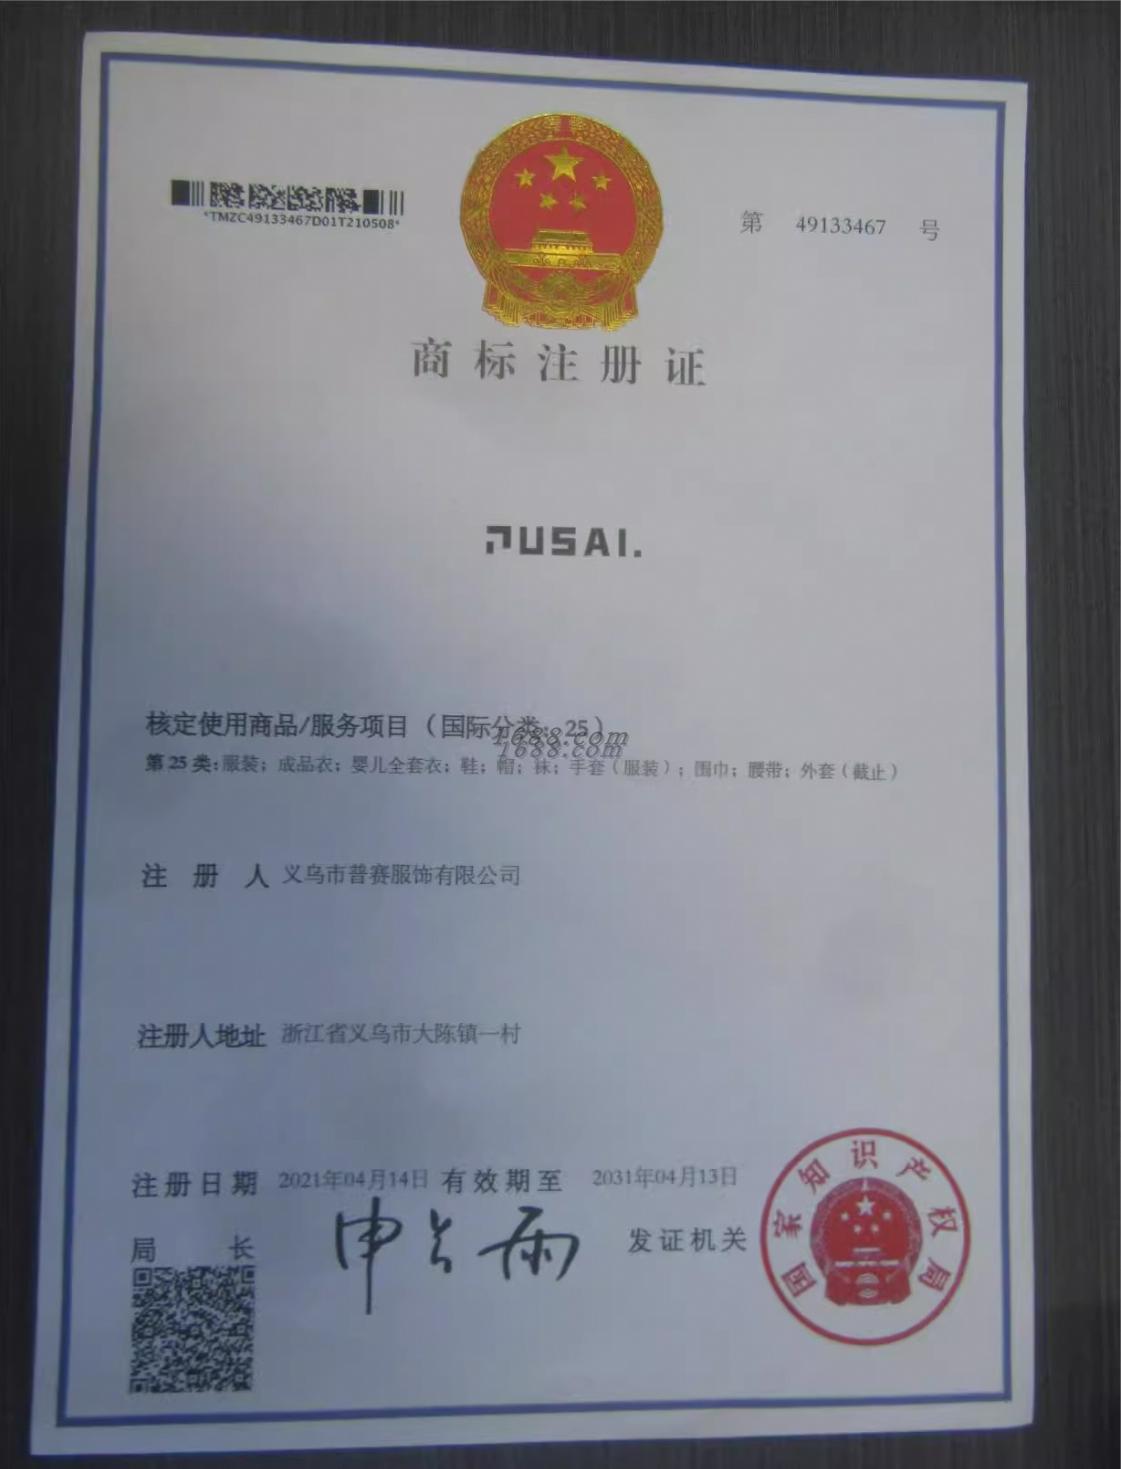 *TMZC49133467D01T210508*
第 49133467 号
商标注册证
PUSAI.
核定使用商品/服务项目（国际分类：25）
1688.com
1688.com
第25类：服装；成品衣；婴儿全套衣；鞋；帽；袜；手套（服装）；围巾；腰带；外套（截止）
注册人 义乌市普赛服饰有限公司
注册人地址 浙江省义乌市大陈镇一村
注册日期 2021年04月14日 有效期至 2031年04月13日
局长 申长雨 发证机关
国家知识产权局